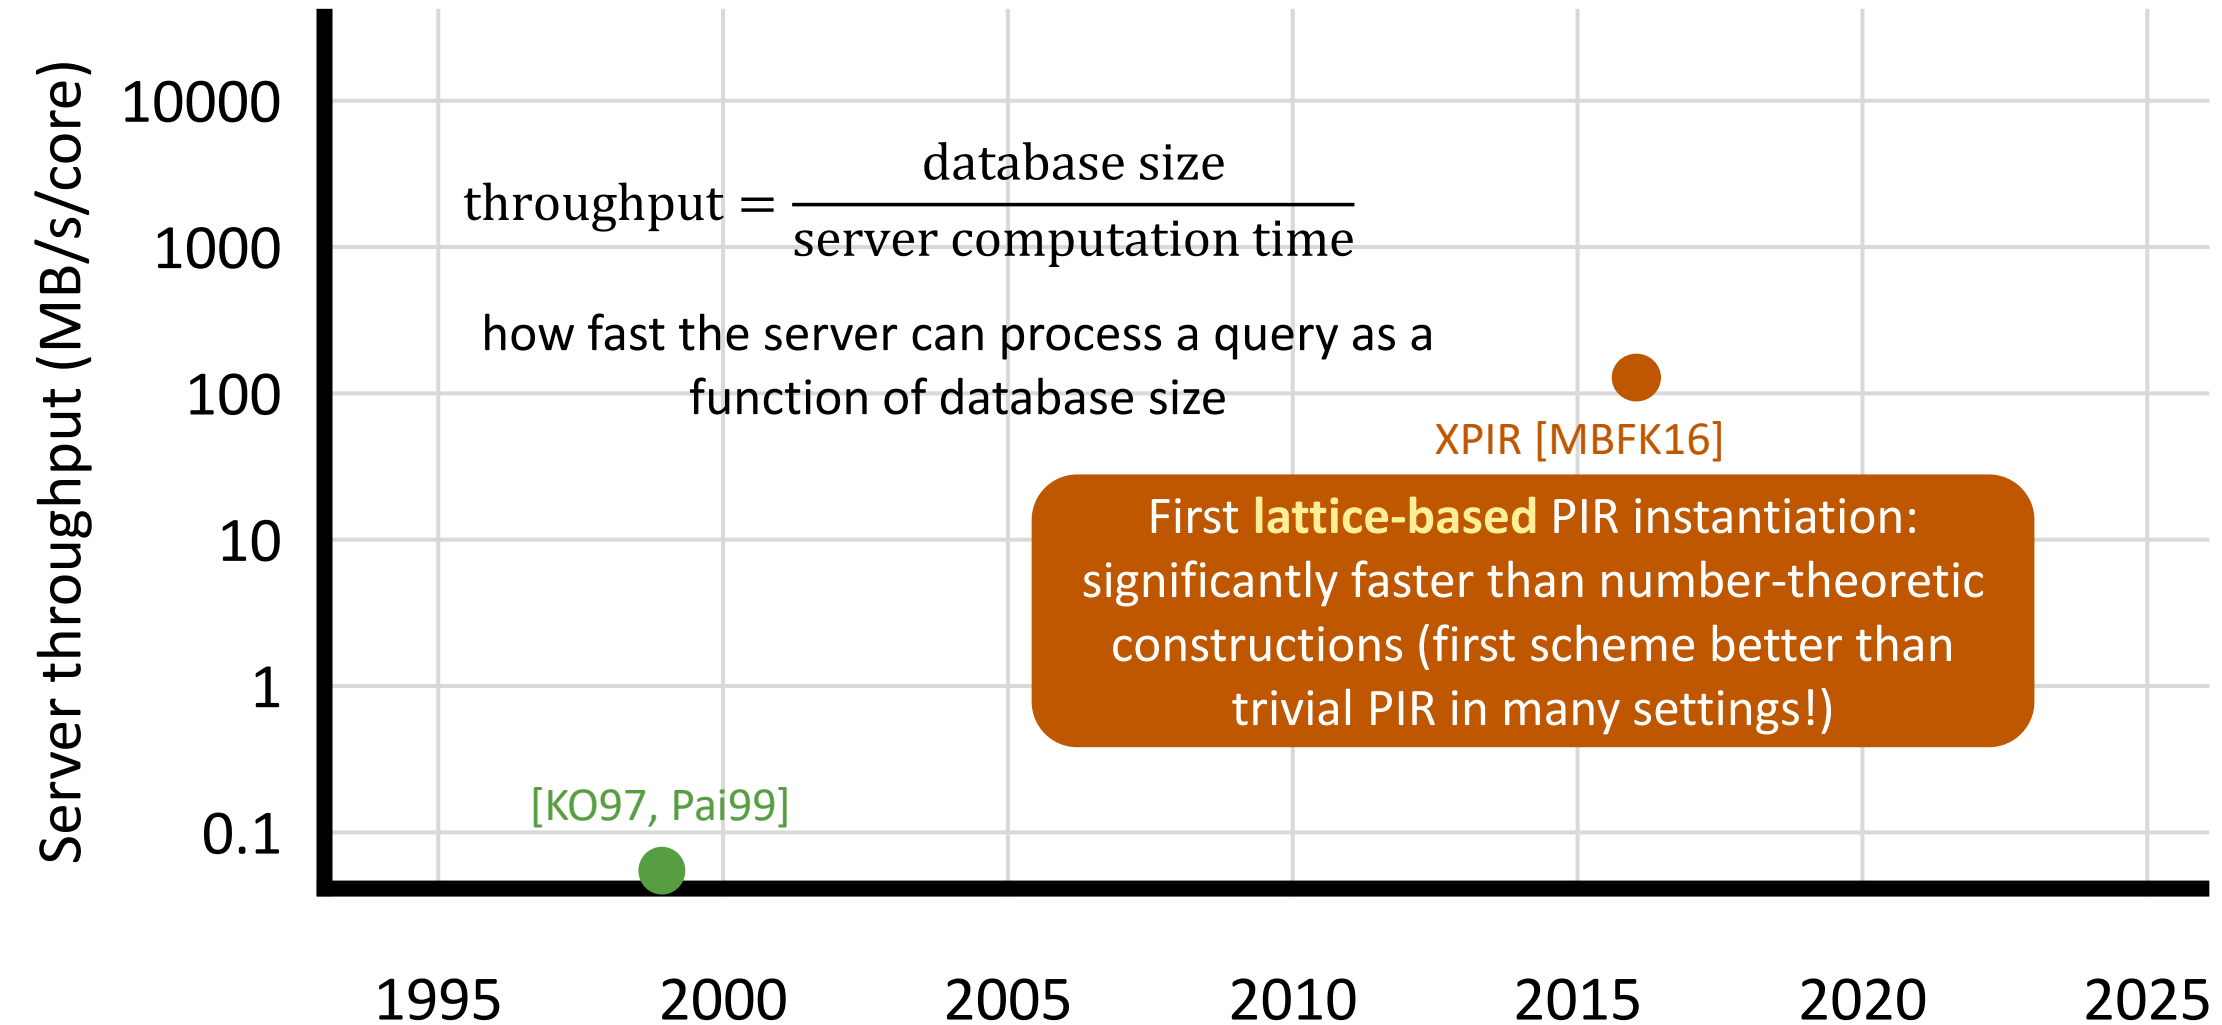 Server throughput (MB/s/core)
10000
1000
100
10
1
0.1
throughput = database size / server computation time
how fast the server can process a query as a
function of database size
XPIR [MBFK16]
First lattice-based PIR instantiation:
significantly faster than number-theoretic
constructions (first scheme better than
trivial PIR in many settings!)
[KO97, Pai99]
1995 2000 2005 2010 2015 2020 2025